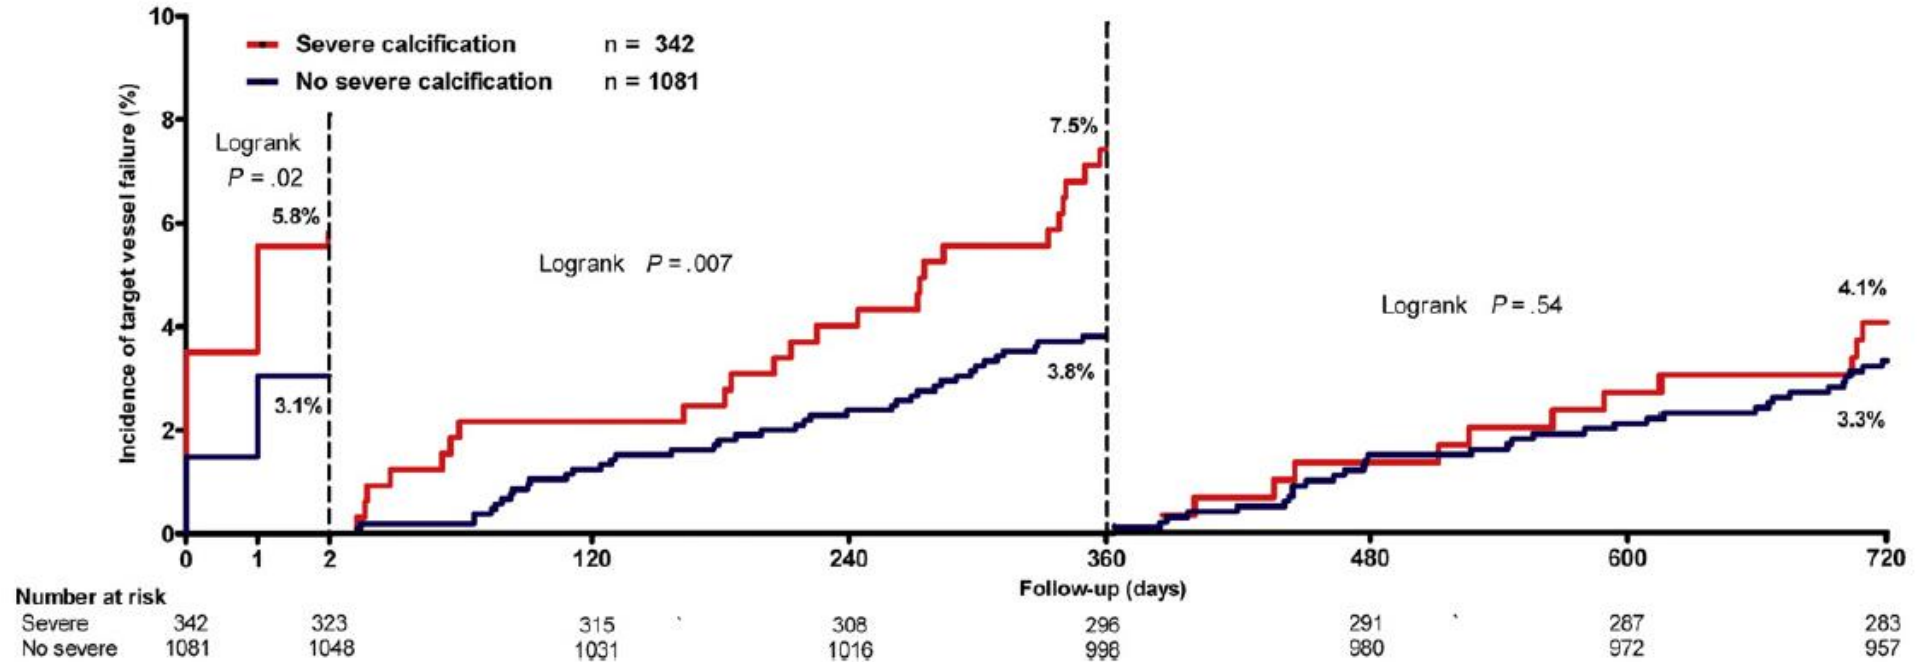 Incidence of target vessel failure (%)
10
8
6
4
2
0
Severe calcification n = 342
No severe calcification n = 1081
Logrank
P = .02
5.8%
3.1%
Logrank P = .007
7.5%
3.8%
Logrank P = .54
4.1%
3.3%
0 1 2 120 240 360 480 600 720
Follow-up (days)
Number at risk
Severe 342 323 315 308 296 291 287 283
No severe 1081 1048 1031 1016 996 980 972 957